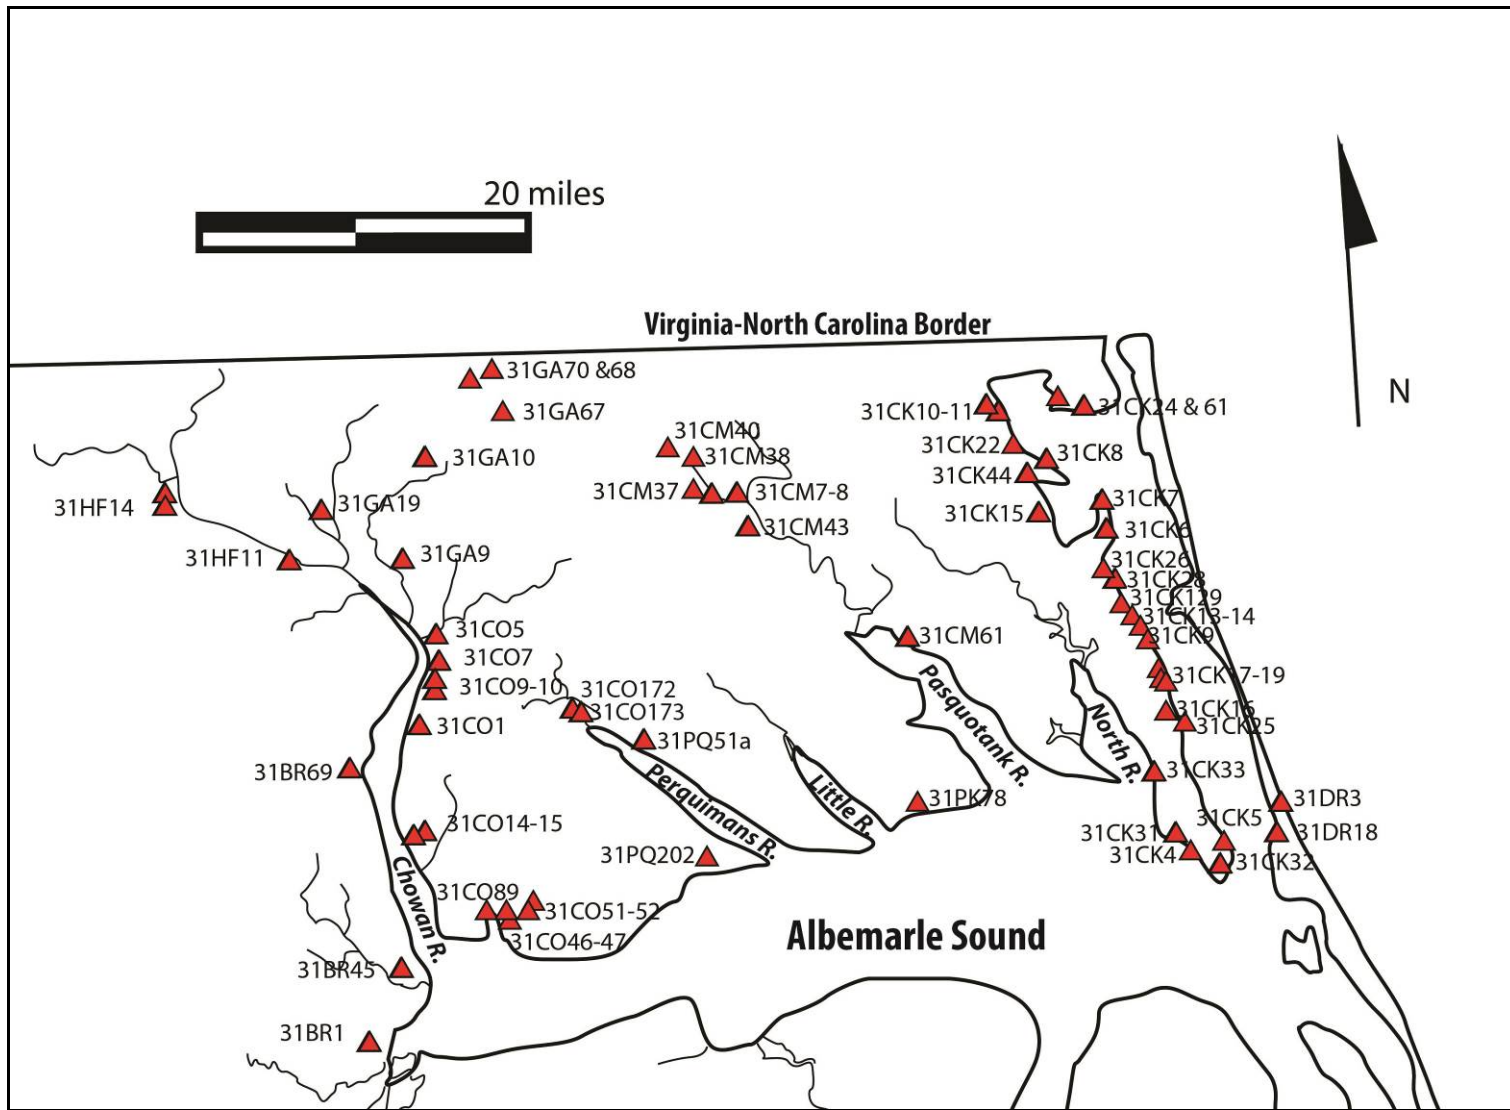 20 miles
Virginia-North Carolina Border
N
31GA70 &68
31GA67
31CK10-11
31CK24 & 61
31CM40
31CK22
31CK8
31GA10
31CM38
31CK44
31CM37
31CM7-8
31CK7
31HF14
31GA19
31CK15
31CM43
31CK6
31HF11
31GA9
31CK26
31CK28
31CK129
31CK13-14
31CO5
31CM61
31CK9
31CO7
31CO9-10
31CO172
31CK17-19
31CO173
31CK16
31CO1
31CK25
31PQ51a
Pasquotank R.
North R.
31BR69
31CK33
Perquimans R.
Little R.
31PK78
31DR3
31CO14-15
31CK5
31CK31
31DR18
31PQ202
31CK4
31CK32
Chowan R.
31CO89
31CO51-52
31CO46-47
Albemarle Sound
31BR45
31BR1